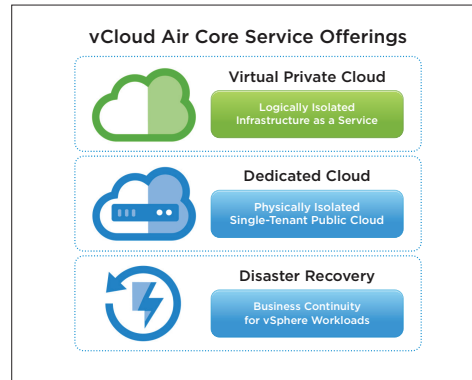 vCloud Air Core Service Offerings
Virtual Private Cloud
Logically Isolated
Infrastructure as a Service
Dedicated Cloud
Physically Isolated
Single-Tenant Public Cloud
Disaster Recovery
Business Continuity
for vSphere Workloads